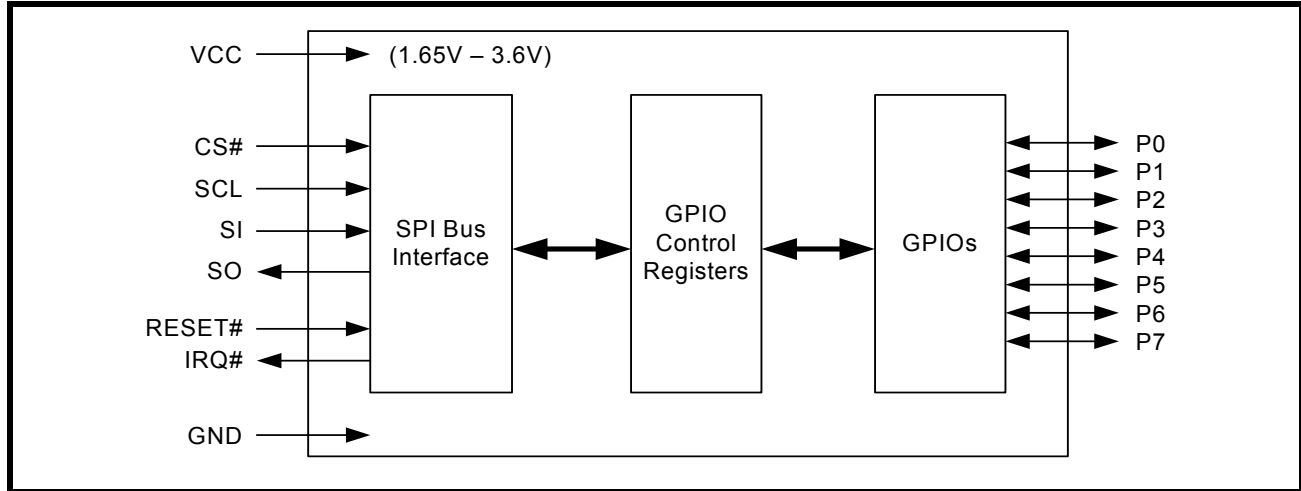 VCC
(1.65V – 3.6V)
CS#
SCL
SI
SO
RESET#
IRQ#
GND
SPI Bus
Interface
GPIO
Control
Registers
GPIOs
P0
P1
P2
P3
P4
P5
P6
P7